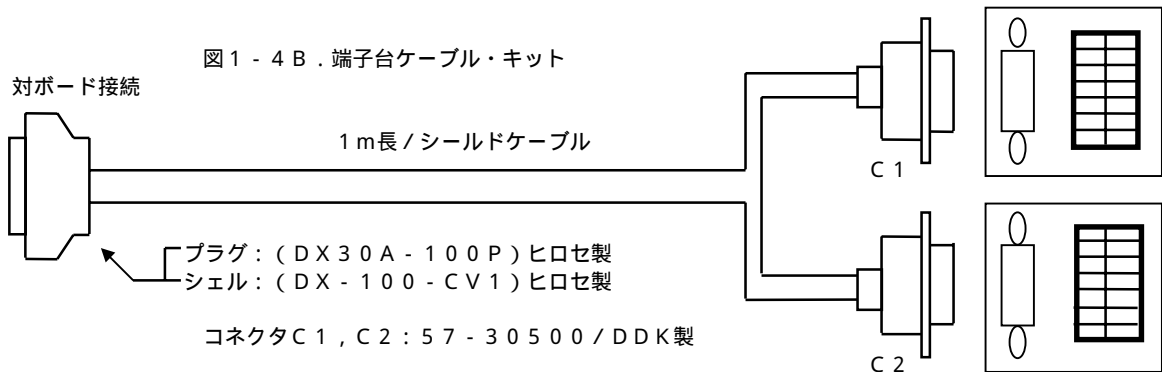 図1-4B.端子台ケーブル・キット
対ボード接続
1m長/シールドケーブル
C1
プラグ:(DX30A-100P)ヒロセ製
シェル:(DX-100-CV1)ヒロセ製
コネクタC1,C2:57-30500/DDK製
C2